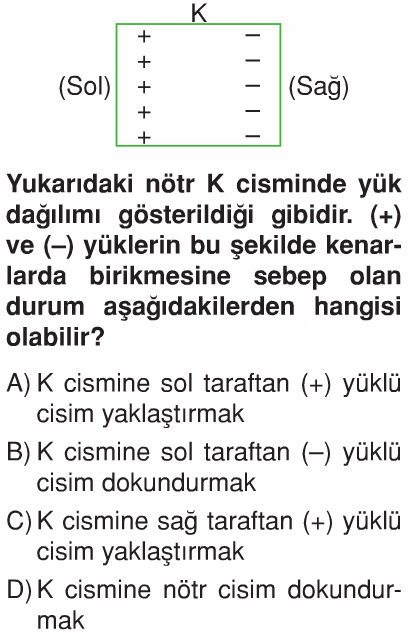 K
+ –
+ –
(Sol) + – (Sağ)
+ –
+ –
Yukarıdaki nötr K cisminde yük
dağılımı gösterildiği gibidir. (+)
ve (–) yüklerin bu şekilde kenar-
larda birikmesine sebep olan
durum aşağıdakilerden hangisi
olabilir?
A) K cismine sol taraftan (+) yüklü
cisim yaklaştırmak
B) K cismine sol taraftan (–) yüklü
cisim dokundurmak
C) K cismine sağ taraftan (+) yüklü
cisim yaklaştırmak
D) K cismine nötr cisim dokundur-
mak